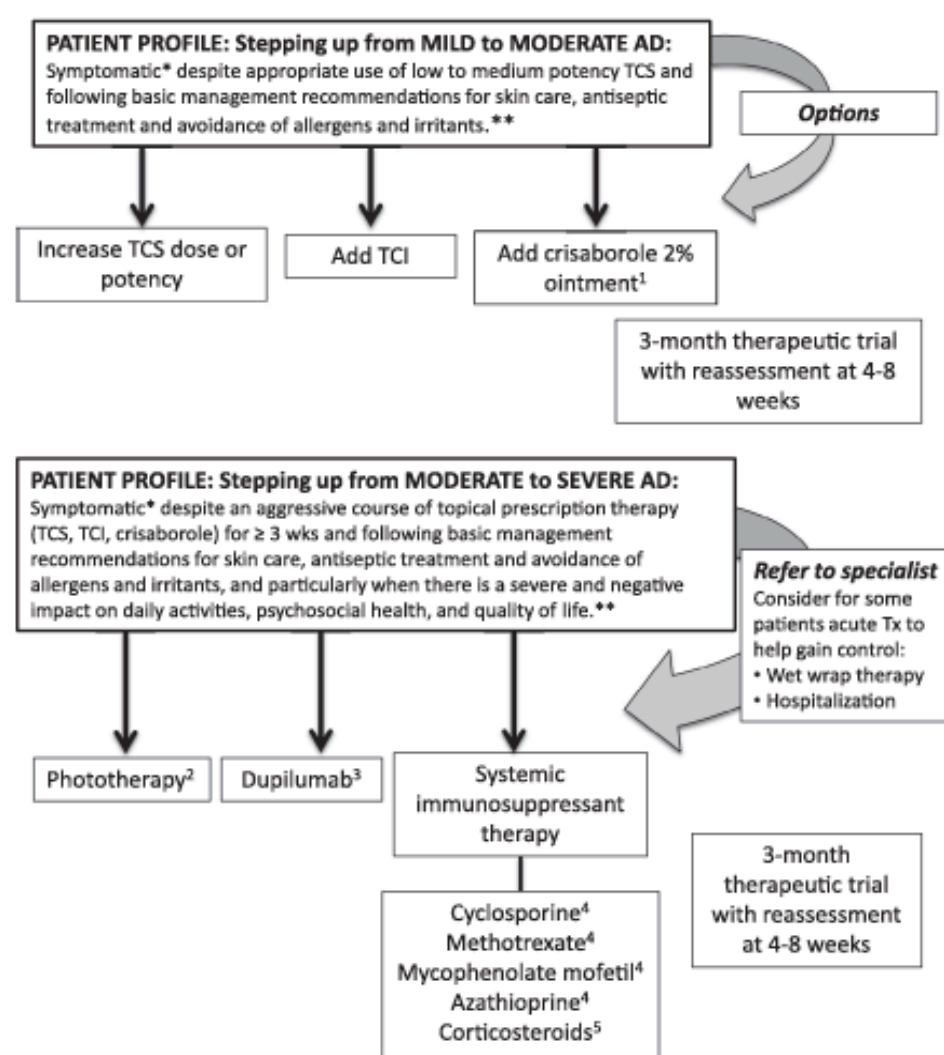 PATIENT PROFILE: Stepping up from MILD to MODERATE AD:
Symptomatic* despite appropriate use of low to medium potency TCS and
following basic management recommendations for skin care, antiseptic
treatment and avoidance of allergens and irritants.**
Options
Increase TCS dose or
potency
Add TCI
Add crisaborole 2%
ointment¹
3-month therapeutic trial
with reassessment at 4-8
weeks
PATIENT PROFILE: Stepping up from MODERATE to SEVERE AD:
Symptomatic* despite an aggressive course of topical prescription therapy
(TCS, TCI, crisaborole) for ≥ 3 wks and following basic management
recommendations for skin care, antiseptic treatment and avoidance of
allergens and irritants, and particularly when there is a severe and negative
impact on daily activities, psychosocial health, and quality of life.**
Refer to specialist
Consider for some
patients acute Tx to
help gain control:
• Wet wrap therapy
• Hospitalization
Phototherapy²
Dupilumab³
Systemic
immunosuppressant
therapy
3-month
therapeutic trial
with reassessment
at 4-8 weeks
Cyclosporine⁴
Methotrexate⁴
Mycophenolate mofetil⁴
Azathioprine⁴
Corticosteroids⁵